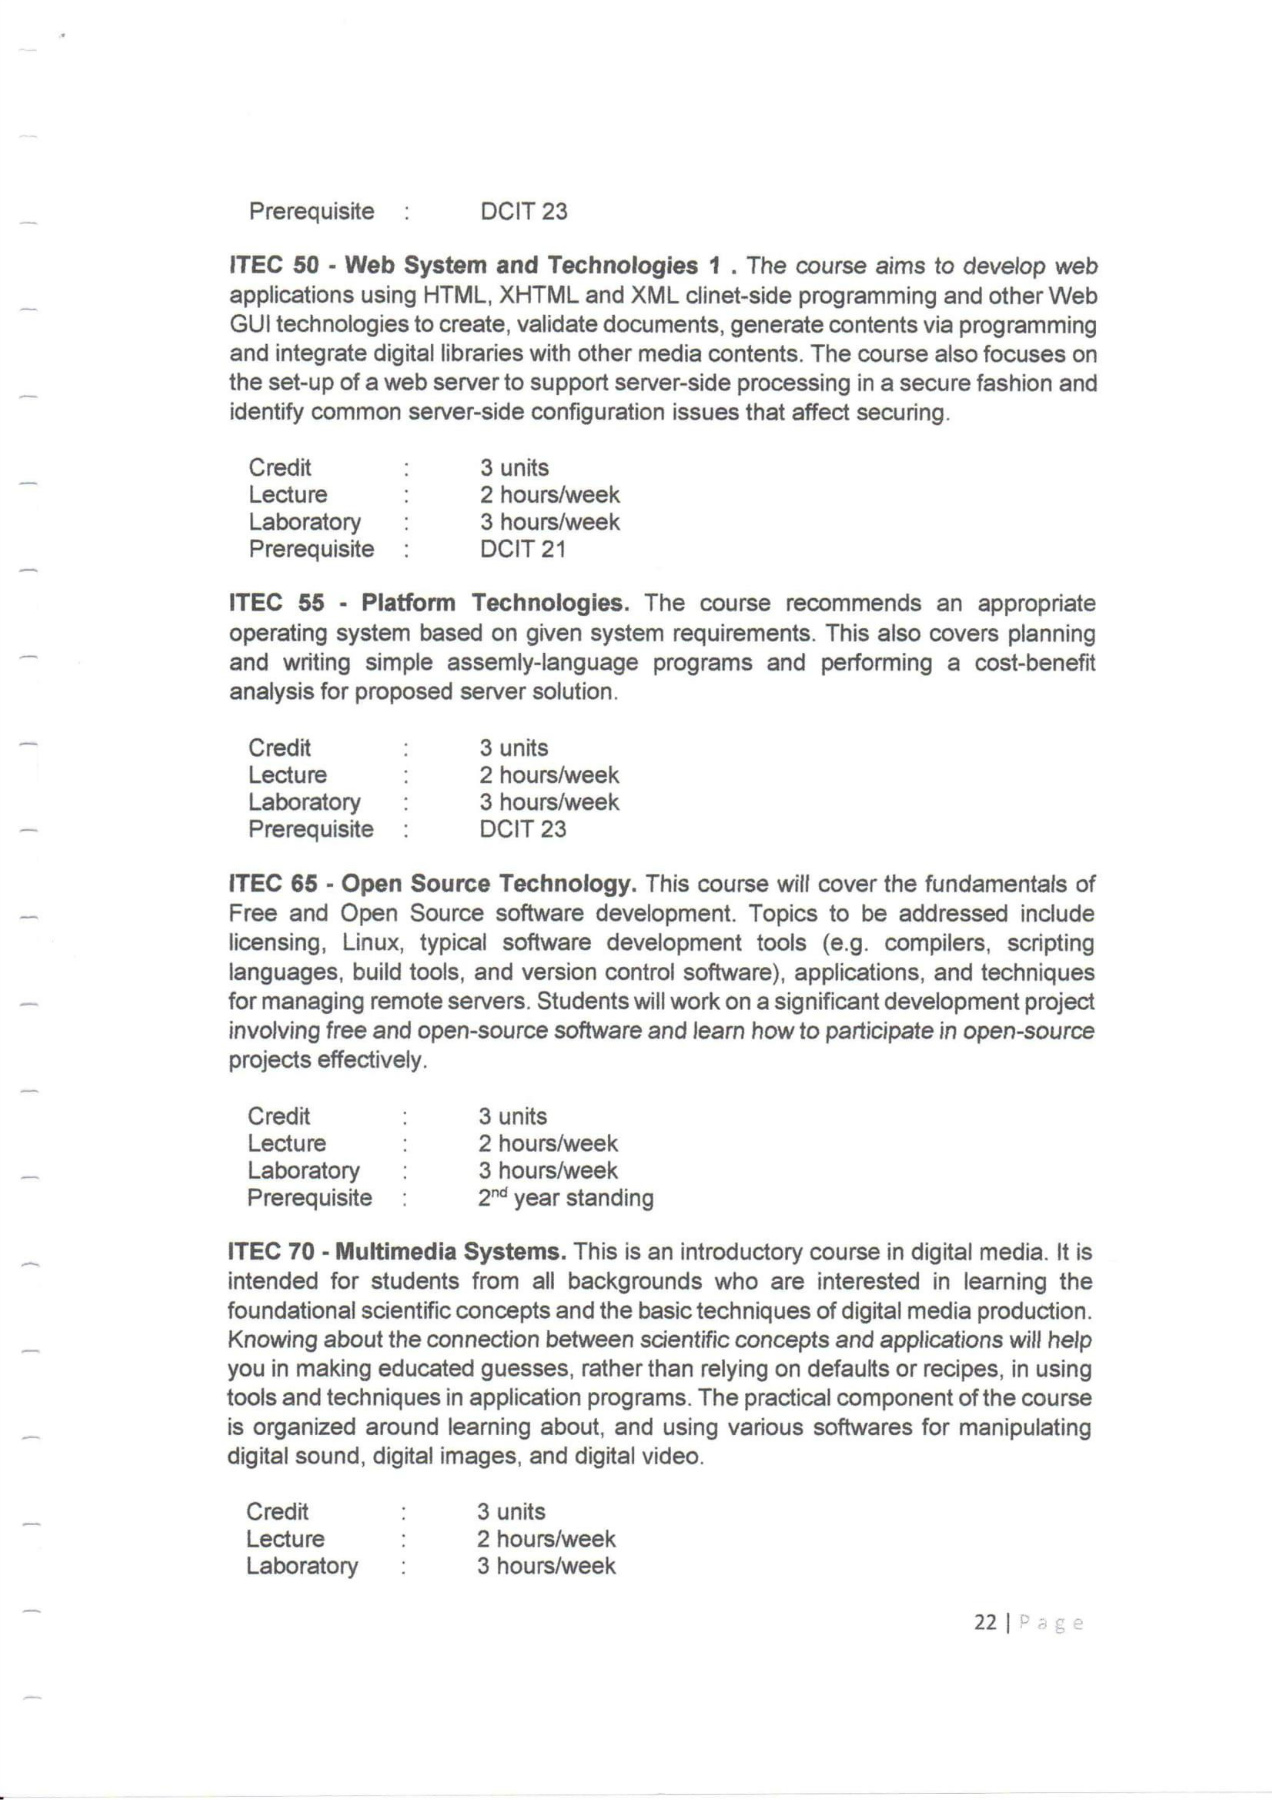 Prerequisite : DCIT 23
ITEC 50 - Web System and Technologies 1 . The course aims to develop web
applications using HTML, XHTML and XML clinet-side programming and other Web
GUI technologies to create, validate documents, generate contents via programming
and integrate digital libraries with other media contents. The course also focuses on
the set-up of a web server to support server-side processing in a secure fashion and
identify common server-side configuration issues that affect securing.
Credit : 3 units
Lecture : 2 hours/week
Laboratory : 3 hours/week
Prerequisite : DCIT 21
ITEC 55 - Platform Technologies. The course recommends an appropriate
operating system based on given system requirements. This also covers planning
and writing simple assemly-language programs and performing a cost-benefit
analysis for proposed server solution.
Credit : 3 units
Lecture : 2 hours/week
Laboratory : 3 hours/week
Prerequisite : DCIT 23
ITEC 65 - Open Source Technology. This course will cover the fundamentals of
Free and Open Source software development. Topics to be addressed include
licensing, Linux, typical software development tools (e.g. compilers, scripting
languages, build tools, and version control software), applications, and techniques
for managing remote servers. Students will work on a significant development project
involving free and open-source software and learn how to participate in open-source
projects effectively.
Credit : 3 units
Lecture : 2 hours/week
Laboratory : 3 hours/week
Prerequisite : 2nd year standing
ITEC 70 - Multimedia Systems. This is an introductory course in digital media. It is
intended for students from all backgrounds who are interested in learning the
foundational scientific concepts and the basic techniques of digital media production.
Knowing about the connection between scientific concepts and applications will help
you in making educated guesses, rather than relying on defaults or recipes, in using
tools and techniques in application programs. The practical component of the course
is organized around learning about, and using various softwares for manipulating
digital sound, digital images, and digital video.
Credit : 3 units
Lecture : 2 hours/week
Laboratory : 3 hours/week
22 | Page